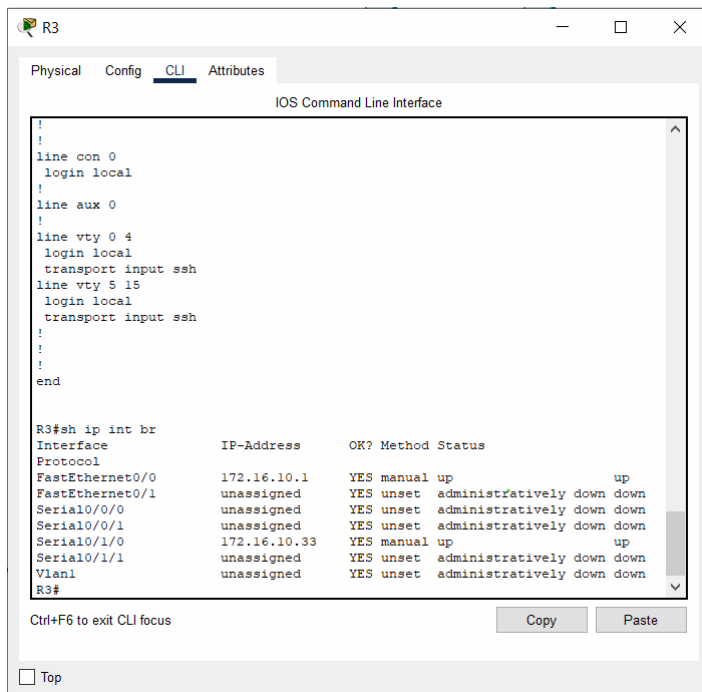 R3
Physical Config CLI Attributes
IOS Command Line Interface
!
!
line con 0
 login local
!
line aux 0
!
line vty 0 4
 login local
 transport input ssh
line vty 5 15
 login local
 transport input ssh
!
!
!
end
R3#sh ip int br
Interface IP-Address OK? Method Status
Protocol
FastEthernet0/0 172.16.10.1 YES manual up up
FastEthernet0/1 unassigned YES unset administratively down down
Serial0/0/0 unassigned YES unset administratively down down
Serial0/0/1 unassigned YES unset administratively down down
Serial0/1/0 172.16.10.33 YES manual up up
Serial0/1/1 unassigned YES unset administratively down down
Vlan1 unassigned YES unset administratively down down
R3#
Ctrl+F6 to exit CLI focus Copy Paste
Top